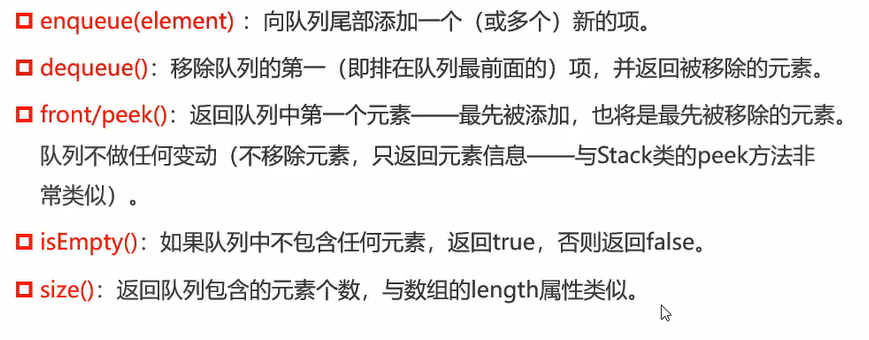 enqueue(element) ：向队列尾部添加一个（或多个）新的项。
dequeue()：移除队列的第一（即排在队列最前面的）项，并返回被移除的元素。
front/peek()：返回队列中第一个元素——最先被添加，也将是最先被移除的元素。
队列不做任何变动（不移除元素，只返回元素信息——与Stack类的peek方法非
常类似）。
isEmpty()：如果队列中不包含任何元素，返回true，否则返回false。
size()：返回队列包含的元素个数，与数组的length属性类似。